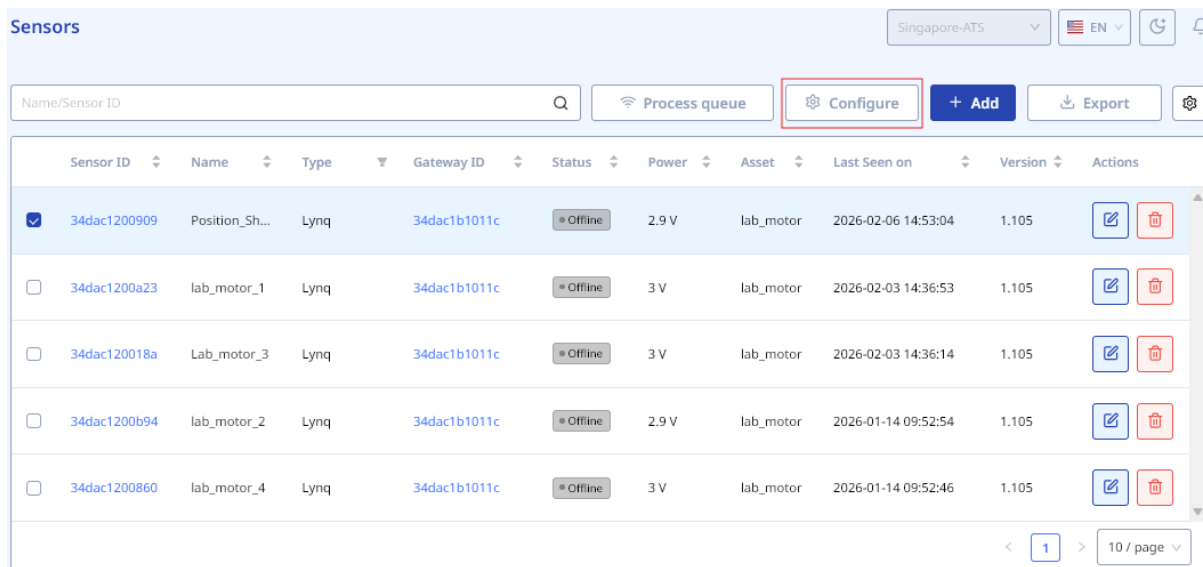 Sensors
Singapore-ATS
EN
Name/Sensor ID
Process queue
Configure
+ Add
Export
Sensor ID Name Type Gateway ID Status Power Asset Last Seen on Version Actions
34dac1200909 Position_Sh... Lynq 34dac1b1011c Offline 2.9 V lab_motor 2026-02-06 14:53:04 1.105
34dac1200a23 lab_motor_1 Lynq 34dac1b1011c Offline 3 V lab_motor 2026-02-03 14:36:53 1.105
34dac120018a Lab_motor_3 Lynq 34dac1b1011c Offline 3 V lab_motor 2026-02-03 14:36:14 1.105
34dac1200b94 lab_motor_2 Lynq 34dac1b1011c Offline 2.9 V lab_motor 2026-01-14 09:52:54 1.105
34dac1200860 lab_motor_4 Lynq 34dac1b1011c Offline 3 V lab_motor 2026-01-14 09:52:46 1.105
< 1 > 10 / page